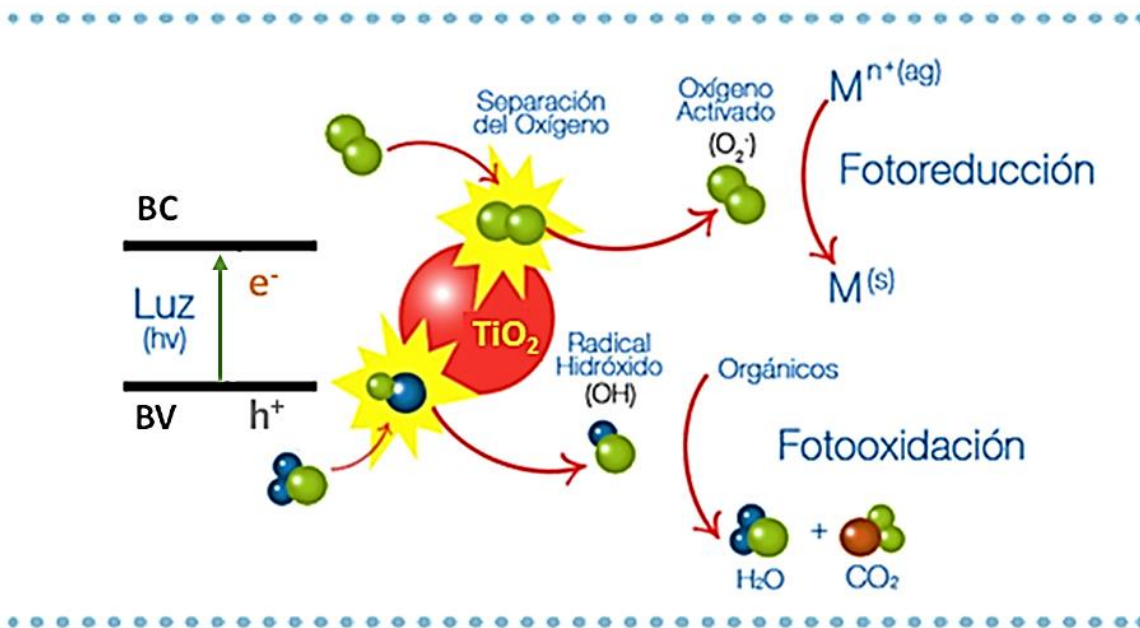 BC
Luz
(hv)
e⁻
BV
h⁺
Separación
del Oxígeno
TiO₂
Oxígeno
Activado
(O₂⁻)
Mⁿ⁺(ag)
Fotoreducción
M(s)
Radical
Hidróxido
(OH)
Orgánicos
Fotooxidación
+
H₂O
CO₂